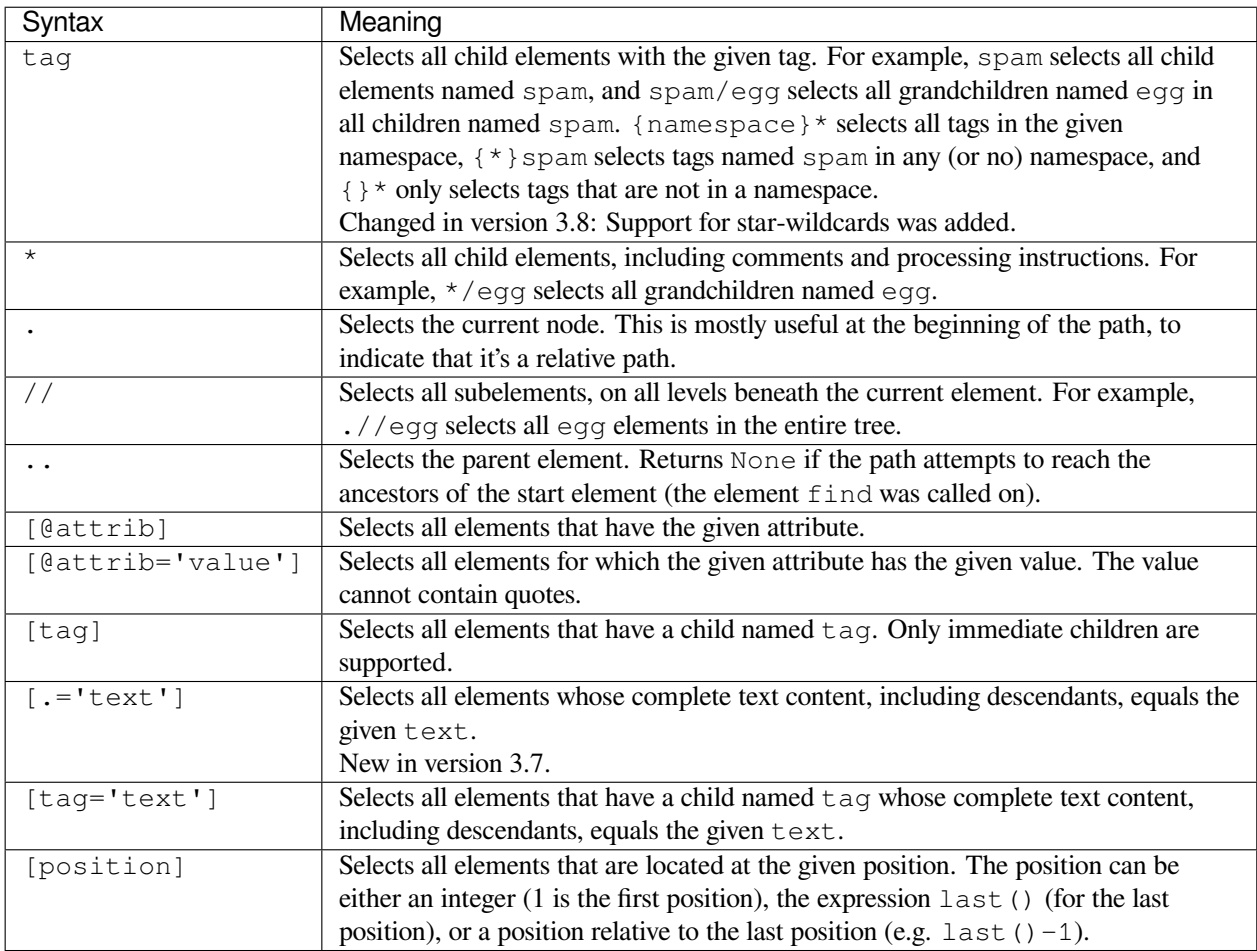 Syntax Meaning
tag Selects all child elements with the given tag. For example, spam selects all child
elements named spam, and spam/egg selects all grandchildren named egg in
all children named spam. {namespace}* selects all tags in the given
namespace, {*}spam selects tags named spam in any (or no) namespace, and
{}* only selects tags that are not in a namespace.
Changed in version 3.8: Support for star-wildcards was added.
* Selects all child elements, including comments and processing instructions. For
example, */egg selects all grandchildren named egg.
. Selects the current node. This is mostly useful at the beginning of the path, to
indicate that it's a relative path.
// Selects all subelements, on all levels beneath the current element. For example,
.//egg selects all egg elements in the entire tree.
.. Selects the parent element. Returns None if the path attempts to reach the
ancestors of the start element (the element find was called on).
[@attrib] Selects all elements that have the given attribute.
[@attrib='value'] Selects all elements for which the given attribute has the given value. The value
cannot contain quotes.
[tag] Selects all elements that have a child named tag. Only immediate children are
supported.
[.='text'] Selects all elements whose complete text content, including descendants, equals the
given text.
New in version 3.7.
[tag='text'] Selects all elements that have a child named tag whose complete text content,
including descendants, equals the given text.
[position] Selects all elements that are located at the given position. The position can be
either an integer (1 is the first position), the expression last() (for the last
position), or a position relative to the last position (e.g. last()-1).